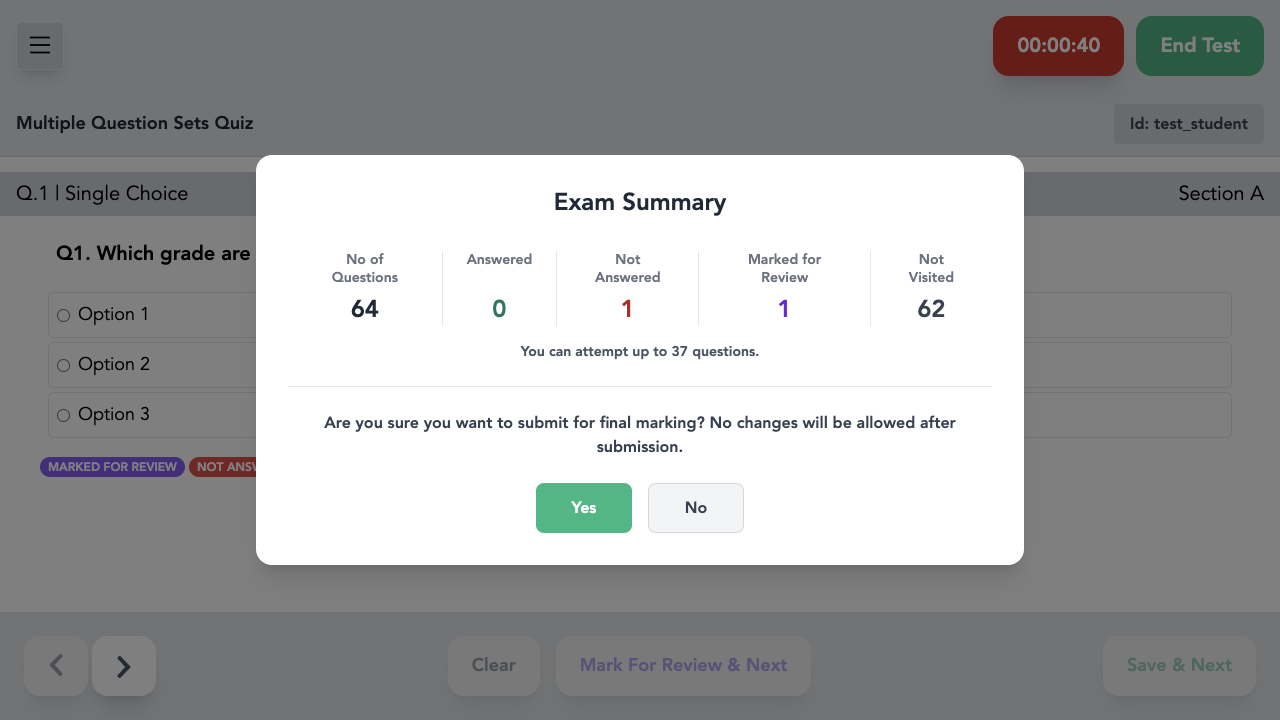 00:00:40
End Test
Multiple Question Sets Quiz
Id: test_student
Q.1 | Single Choice
Section A
Q1. Which grade are
Option 1
Option 2
Option 3
MARKED FOR REVIEW
NOT
Exam Summary
No of
Questions
64
Answered
0
Not
Answered
1
Marked for
Review
1
Not
Visited
62
You can attempt up to 37 questions.
Are you sure you want to submit for final marking? No changes will be allowed after
submission.
Yes
No
Clear
Mark For Review & Next
Save & Next